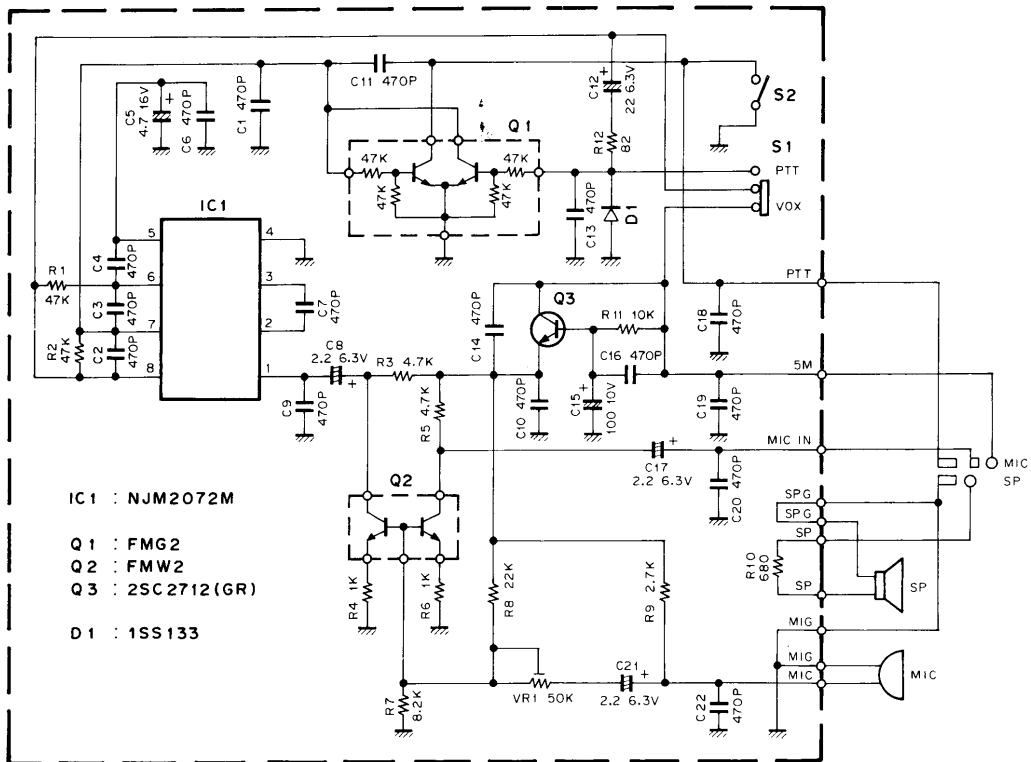 C11 470P
C12
22 6.3V
S2
C5
4.7 16V
+
C6 470P
C1 470P
Q1
R12
82
S1
47K
47K
47K
47K
PTT
VOX
C13 470P
D1
IC1
5
4
C4
470P
R1
47K
6
3
C3
470P
C7
470P
7
2
R2
47K
C2
470P
8
1
C8
2.2 6.3V
+
R3 4.7K
C9
470P
C14 470P
Q3
R11 10K
C16 470P
C18
470P
PTT
R5 4.7K
C10 470P
C15
100 10V
+
C19
470P
5M
MIC IN
C17
2.2 6.3V
+
C20
470P
MIC
SP
Q2
SPG
SPG
SP
R10
680
SP
SP
R4 1K
R6 1K
R8 22K
R9 2.7K
MIG
MIG
MIC
MIC
R7
8.2K
VR1 50K
C21
2.2 6.3V
+
C22
470P
IC1 : NJM2072M
Q1 : FMG2
Q2 : FMW2
Q3 : 2SC2712(GR)
D1 : 1SS133